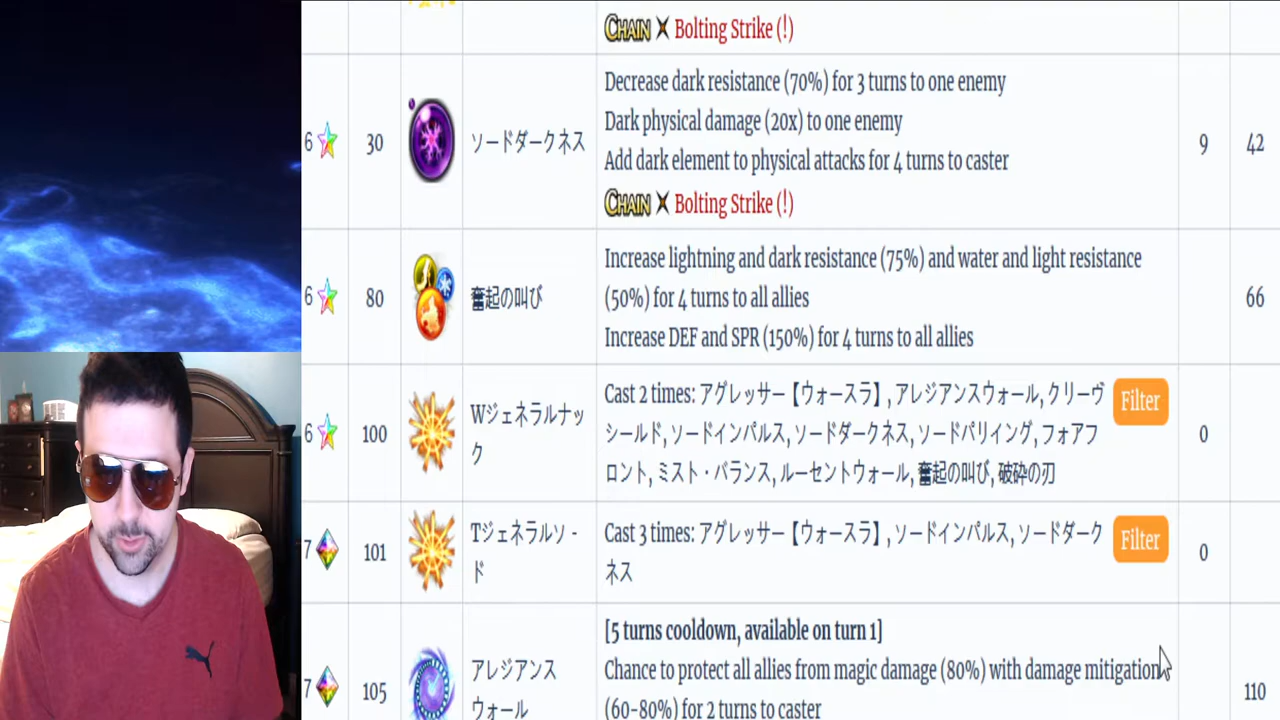 CHAIN Bolting Strike (!)
6 30 ソードダークネス Decrease dark resistance (70%) for 3 turns to one enemy
Dark physical damage (20x) to one enemy
Add dark element to physical attacks for 4 turns to caster
CHAIN Bolting Strike (!)
9 42
6 80 奮起の叫び Increase lightning and dark resistance (75%) and water and light resistance
(50%) for 4 turns to all allies
Increase DEF and SPR (150%) for 4 turns to all allies
66
6 100 Wジェネラルナッ
ク
Cast 2 times: アグレッサー【ウォースラ】, アレジアンスウォール, クリーヴ
シールド, ソードインパルス, ソードダークネス, ソードパリイング, フォアフ
ロント, ミスト・バランス, ルーセントウォール, 奮起の叫び, 破砕の刃
Filter
0
7 101 Tジェネラルソ -
ド
Cast 3 times: アグレッサー【ウォースラ】, ソードインパルス, ソードダーク
ネス
Filter
0
7 105 アレジアンス
ウォール
[5 turns cooldown, available on turn 1]
Chance to protect all allies from magic damage (80%) with damage mitigation
(60-80%) for 2 turns to caster
110